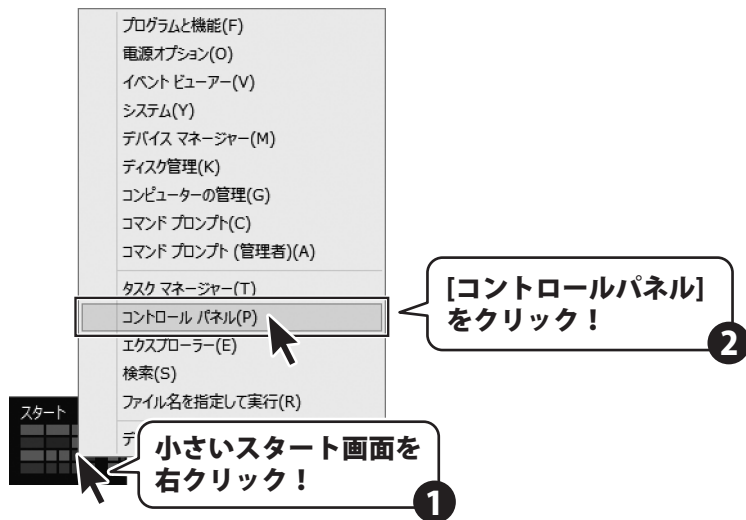 プログラムと機能(F)
電源オプション(O)
イベント ビューアー(V)
システム(Y)
デバイス マネージャー(M)
ディスク管理(K)
コンピューターの管理(G)
コマンド プロンプト(C)
コマンド プロンプト (管理者)(A)
タスク マネージャー(T)
コントロール パネル(P)
エクスプローラー(E)
検索(S)
ファイル名を指定して実行(R)
デ
[コントロールパネル]
をクリック！
2
スタート
小さいスタート画面を
右クリック！
1